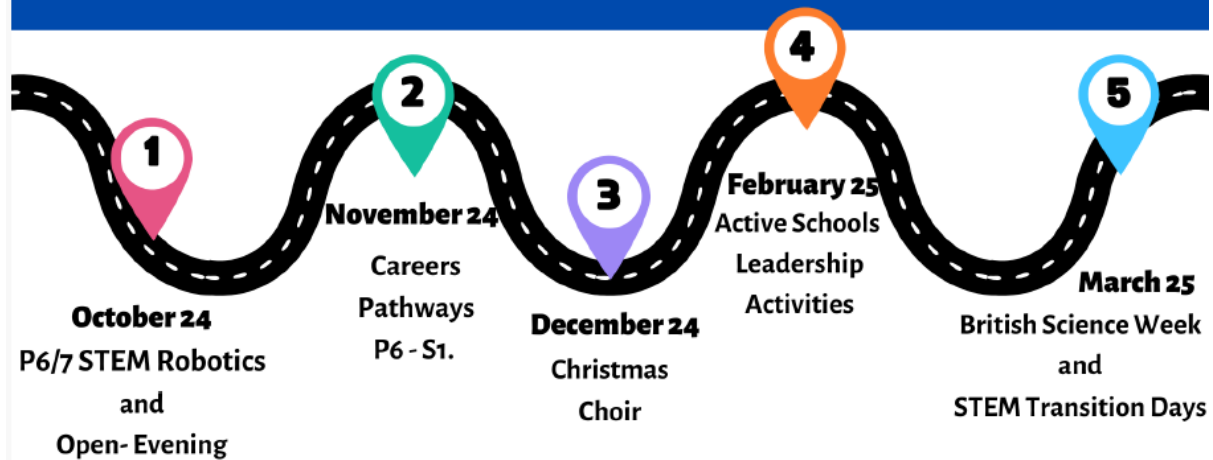 1
October 24
P6/7 STEM Robotics
and
Open- Evening
2
November 24
Careers
Pathways
P6 - S1.
3
December 24
Christmas
Choir
4
February 25
Active Schools
Leadership
Activities
5
March 25
British Science Week
and
STEM Transition Days